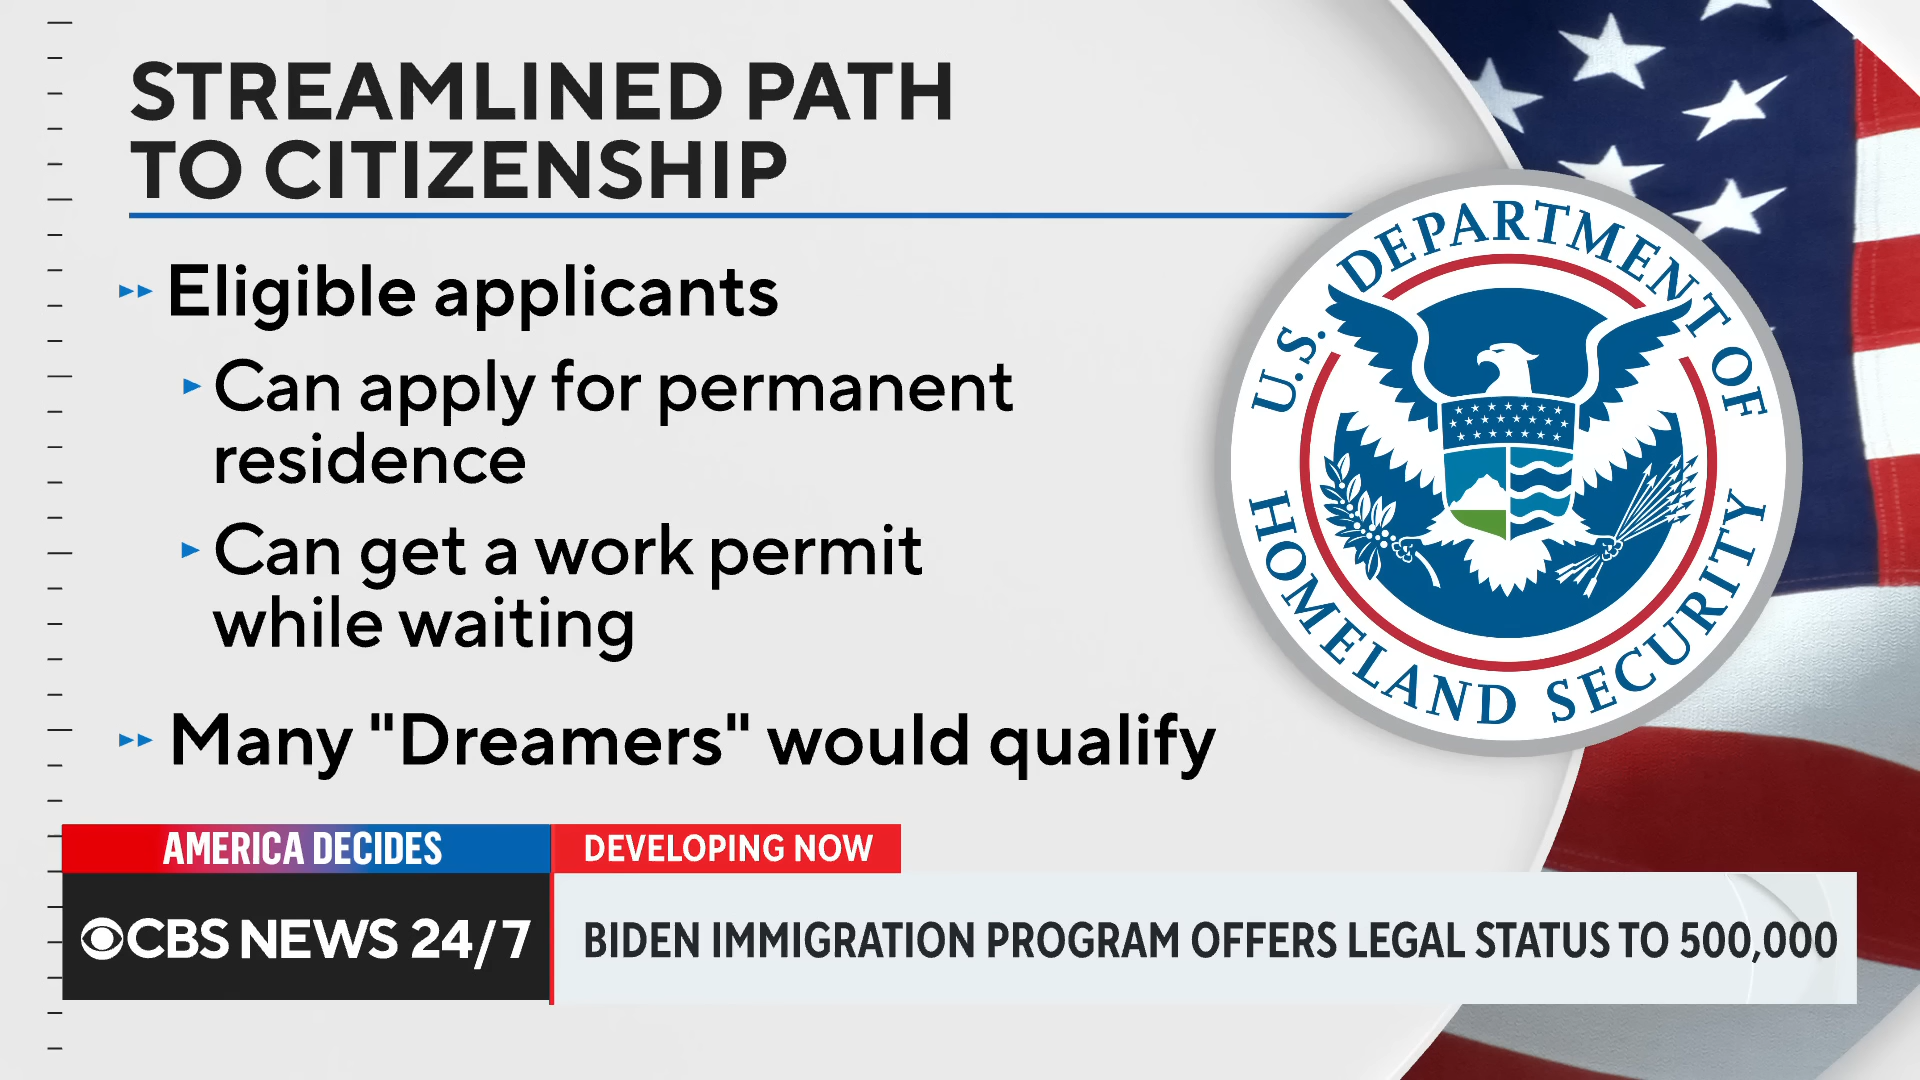 STREAMLINED PATH
TO CITIZENSHIP
Eligible applicants
Can apply for permanent
residence
Can get a work permit
while waiting
Many "Dreamers" would qualify
U.S. DEPARTMENT OF
HOMELAND SECURITY
AMERICA DECIDES
DEVELOPING NOW
CBS NEWS 24/7
BIDEN IMMIGRATION PROGRAM OFFERS LEGAL STATUS TO 500,000